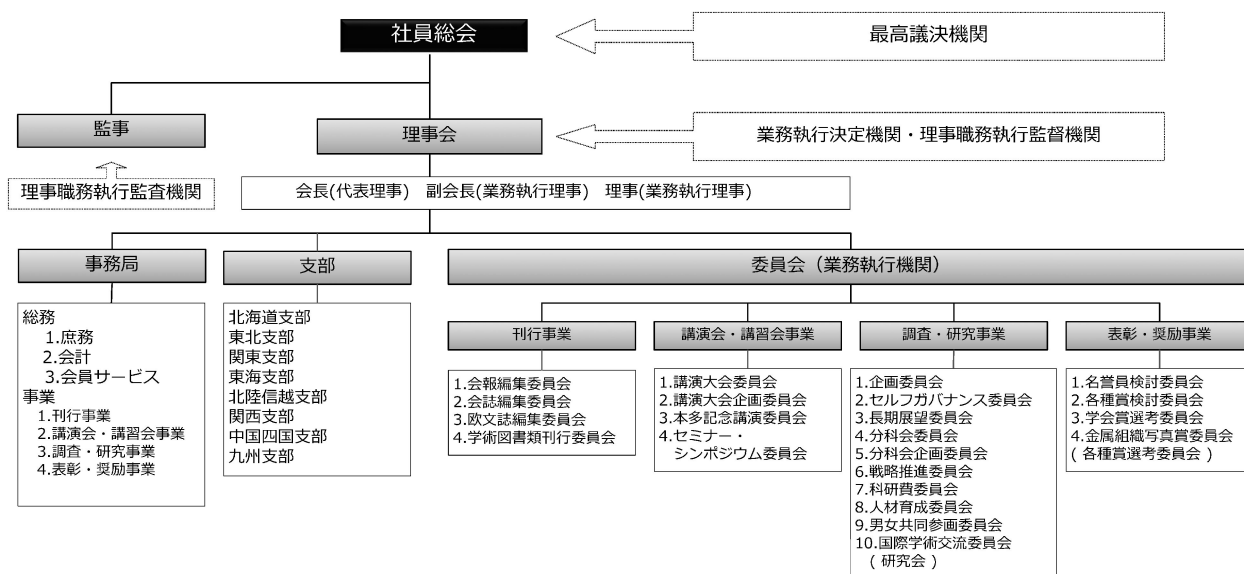 社員総会
最高議決機関
監事
理事会
業務執行決定機関・理事職務執行監督機関
理事職務執行監査機関
会長(代表理事)　副会長(業務執行理事)　理事(業務執行理事)
事務局
支部
委員会（業務執行機関）
総務
1.庶務
2.会計
3.会員サービス
事業
1.刊行事業
2.講演会・講習会事業
3.調査・研究事業
4.表彰・奨励事業
北海道支部
東北支部
関東支部
東海支部
北陸信越支部
関西支部
中国四国支部
九州支部
刊行事業
1.会報編集委員会
2.会誌編集委員会
3.欧文誌編集委員会
4.学術図書類刊行委員会
講演会・講習会事業
1.講演大会委員会
2.講演大会企画委員会
3.本多記念講演委員会
4.セミナー・
シンポジウム委員会
調査・研究事業
1.企画委員会
2.セルフガバナンス委員会
3.長期展望委員会
4.分科会委員会
5.分科会企画委員会
6.戦略推進委員会
7.科研費委員会
8.人材育成委員会
9.男女共同参画委員会
10.国際学術交流委員会
( 研究会 )
表彰・奨励事業
1.名誉員検討委員会
2.各種賞検討委員会
3.学会賞選考委員会
4.金属組織写真賞委員会
( 各種賞選考委員会 )